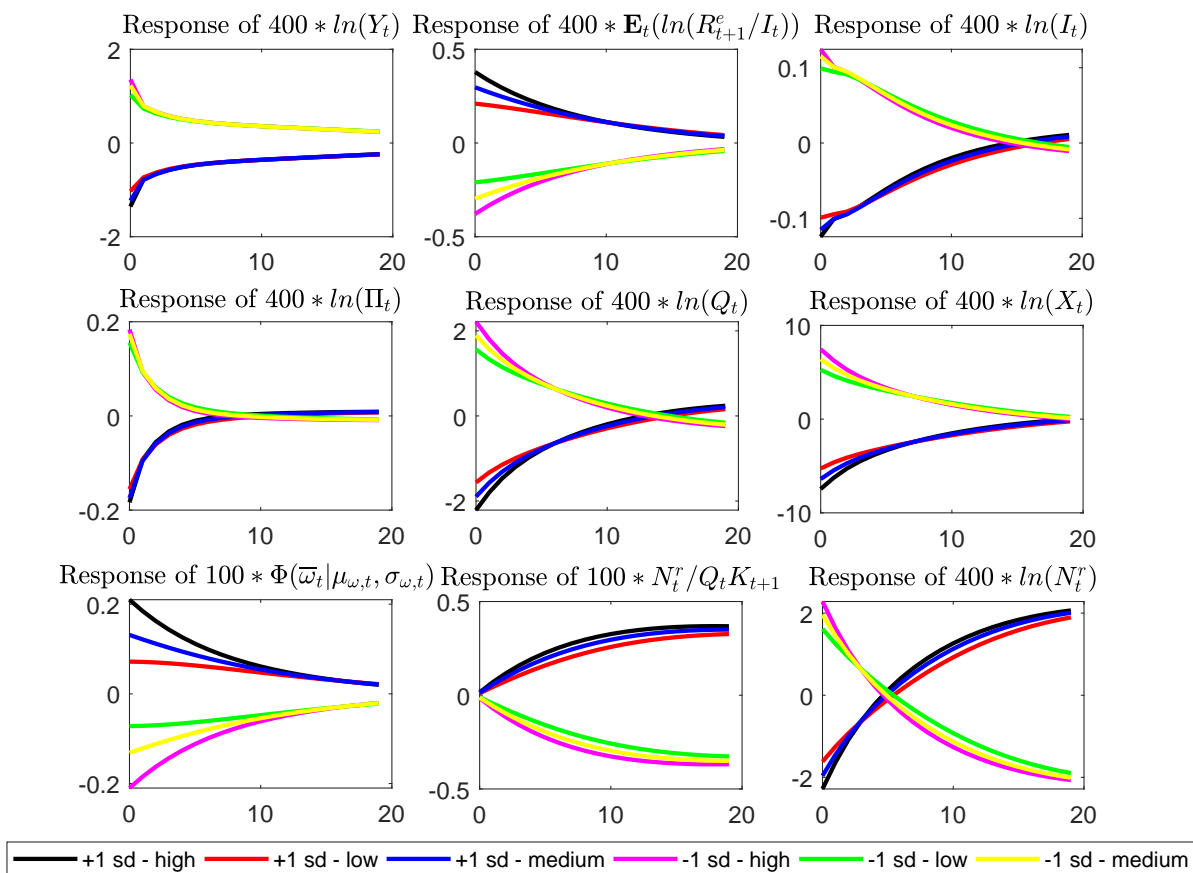 Response of 400 ∗ ln(Y_t)
Response of 400 ∗ E_t(ln(R^e_{t+1}/I_t))
Response of 400 ∗ ln(I_t)
2
0
-2
0 10 20
0.5
0
-0.5
0 10 20
0.1
0
-0.1
0 10 20
Response of 400 ∗ ln(Π_t)
Response of 400 ∗ ln(Q_t)
Response of 400 ∗ ln(X_t)
0.2
0
-0.2
0 10 20
2
0
-2
0 10 20
10
0
-10
0 10 20
Response of 100 ∗ Φ(ω̅_t|μ_{ω,t}, σ_{ω,t})
Response of 100 ∗ N^r_t/Q_tK_{t+1}
Response of 400 ∗ ln(N^r_t)
0.2
0
-0.2
0 10 20
0.5
0
-0.5
0 10 20
2
0
-2
0 10 20
+1 sd - high +1 sd - low +1 sd - medium -1 sd - high -1 sd - low -1 sd - medium